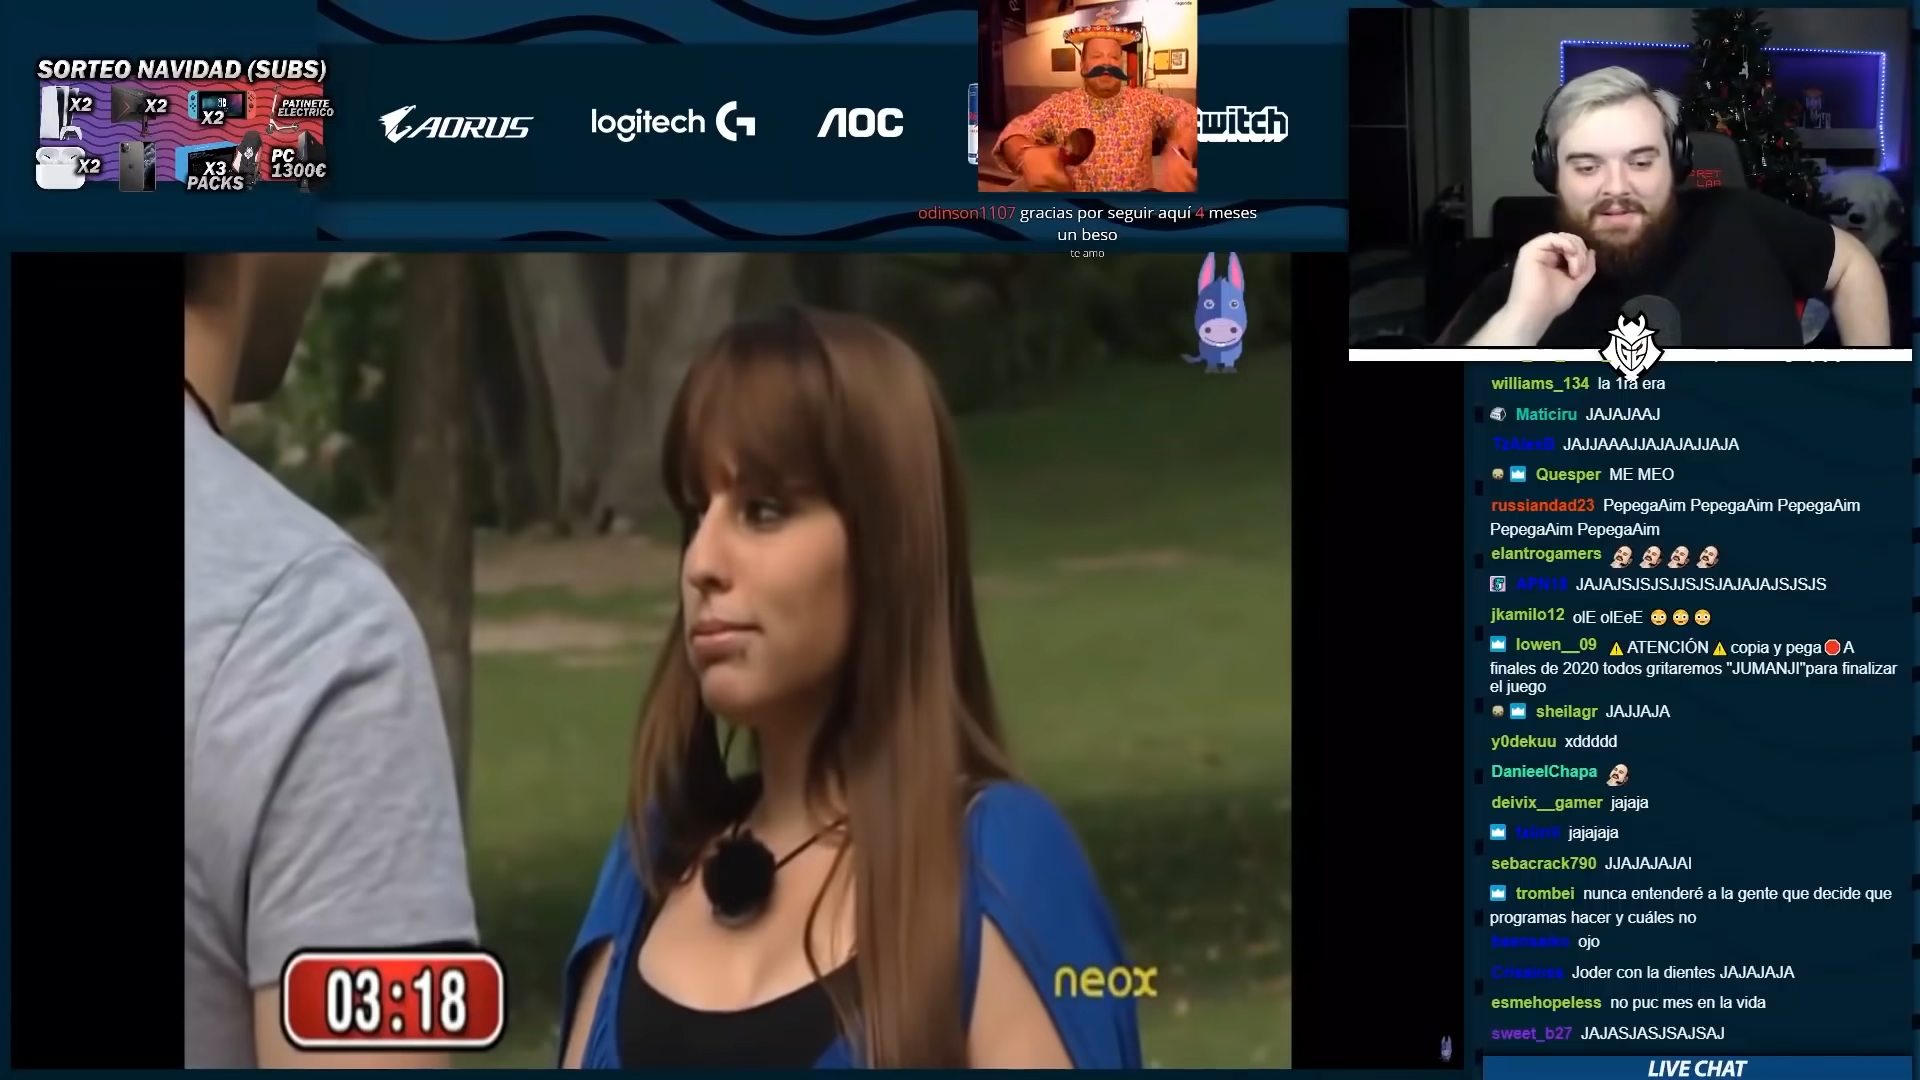 SORTEO NAVIDAD (SUBS)
X2
X2
X2
PATINETE
ELECTRICO
X2
X3
PACKS
PC
1300€
AORUS
logitech G
AOC
twitch
odinson1107 gracias por seguir aquí 4 meses
un beso
te amo
williams_134 la 1ra era
Maticiru JAJAJAAJ
JAJJAAAJJAJAJAJJAJA
Quesper ME MEO
russiandad23 PepegaAim PepegaAim PepegaAim
PepegaAim PepegaAim
elantrogamers
JAJAJSJSJSJJSJSJAJAJAJSJSJS
jkamilo12 olE olEeE
lowen__09 ATENCIÓN copia y pega A
finales de 2020 todos gritaremos "JUMANJI"para finalizar
el juego
sheilagr JAJJAJA
y0dekuu xddddd
DanieelChapa
deivix__gamer jajaja
jajajaja
sebacrack790 JJAJAJAJAI
trombei nunca entenderé a la gente que decide que
programas hacer y cuáles no
ojo
Joder con la dientes JAJAJAJA
esmehopeless no puc mes en la vida
sweet_b27 JAJASJASJSAJSAJ
LIVE CHAT
03:18
neox